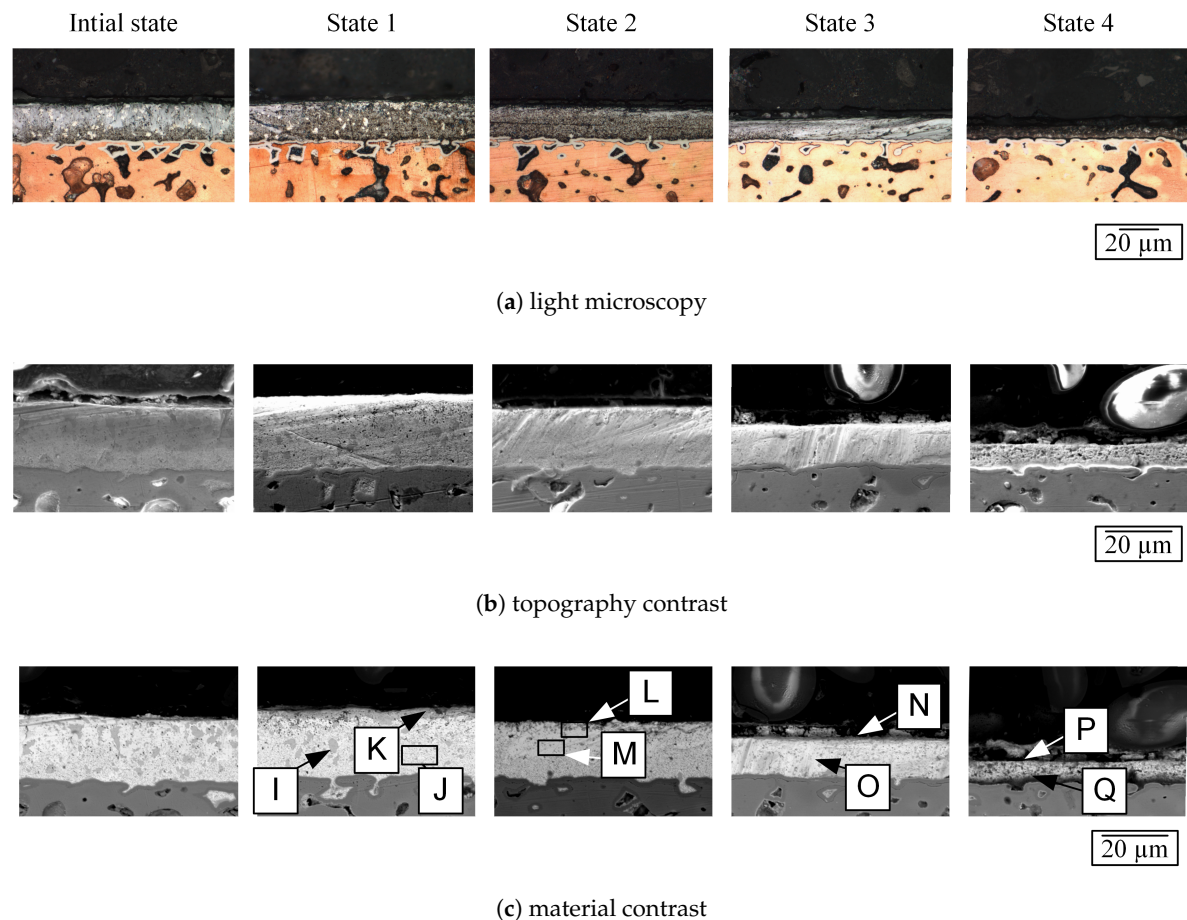 Intial state State 1 State 2 State 3 State 4
20 µm
(a) light microscopy
20 µm
(b) topography contrast
L
N
K
P
M
I
J
O
Q
20 µm
(c) material contrast